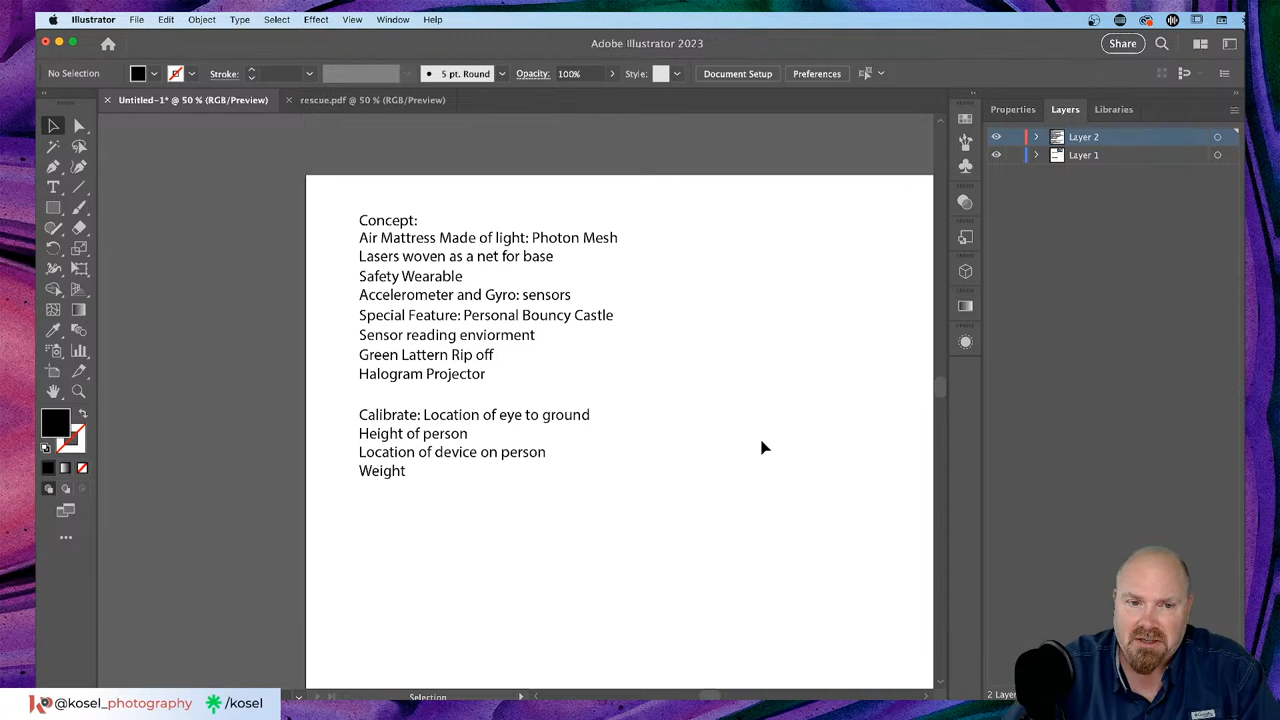 Illustrator File Edit Object Type Select Effect View Window Help
Adobe Illustrator 2023
Share
No Selection
Stroke:
5 pt. Round
Opacity:
100%
Style:
Document Setup
Preferences
Untitled-1* @ 50 % (RGB/Preview)
rescue.pdf @ 50 % (RGB/Preview)
Properties
Layers
Libraries
Layer 2
Layer 1
Concept:
Air Mattress Made of light: Photon Mesh
Lasers woven as a net for base
Safety Wearable
Accelerometer and Gyro: sensors
Special Feature: Personal Bouncy Castle
Sensor reading enviorment
Green Lattern Rip off
Halogram Projector
Calibrate: Location of eye to ground
Height of person
Location of device on person
Weight
Selection
2 Layer
@kosel_photography
/kosel